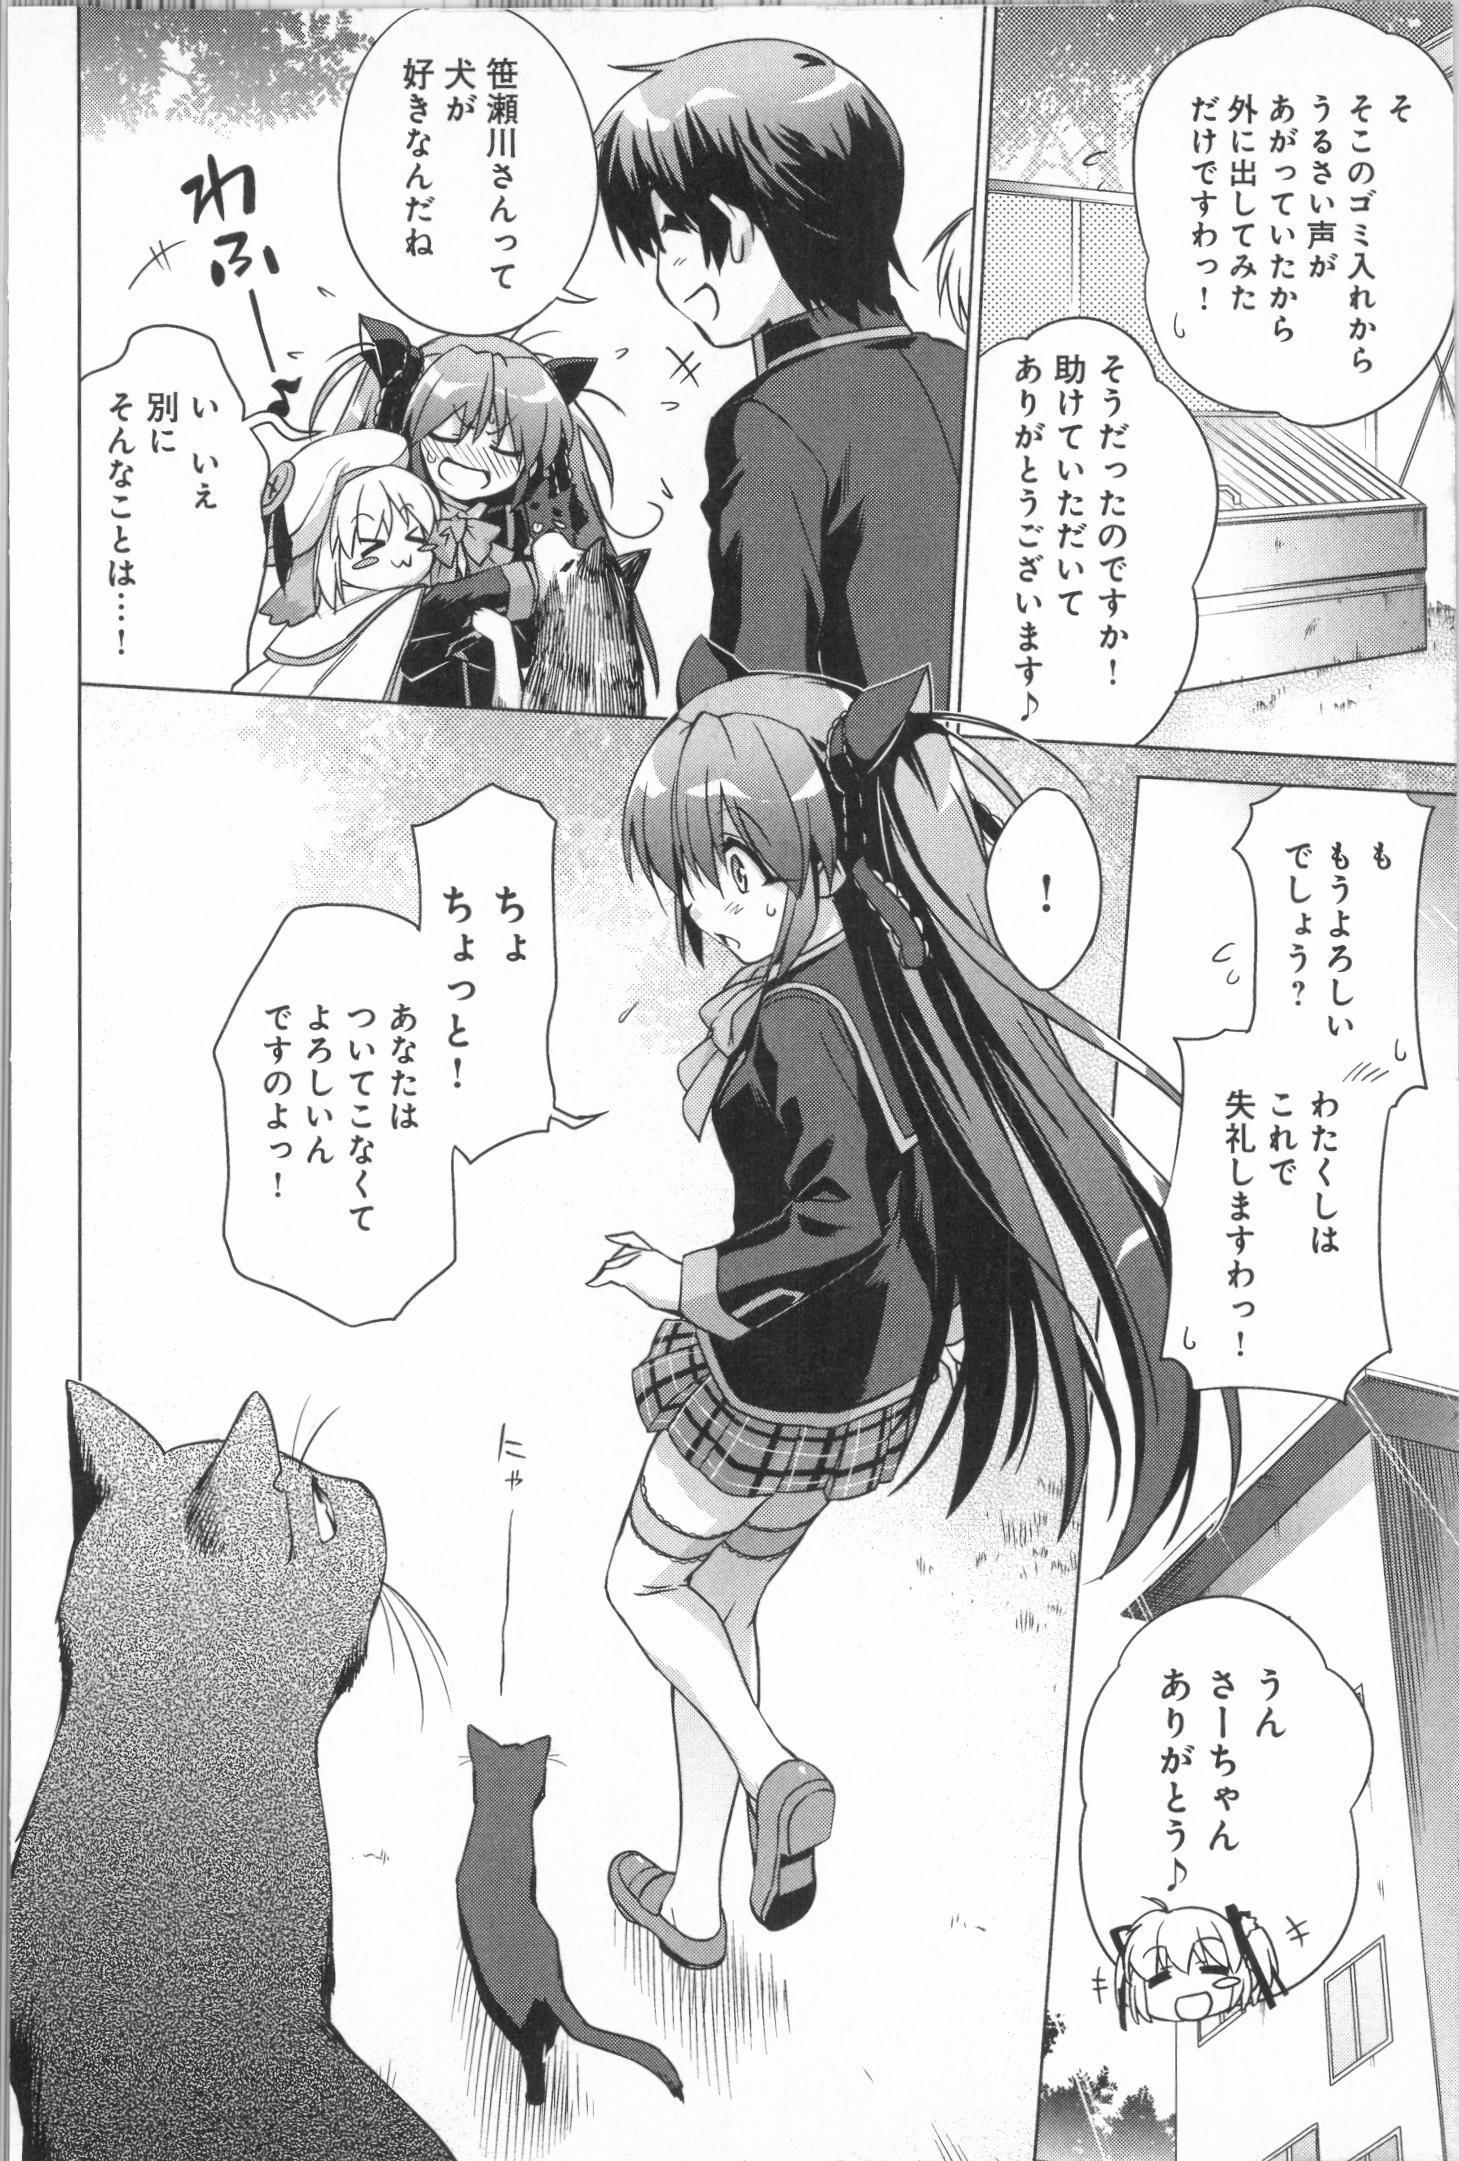 そ
そこのゴミ入れから
うるさい声が
あがっていたから
外に出してみた
だけですわっ!
そうだったのですか!
助けていただいて
ありがとうございます♪
笹瀬川さんって
犬が
好きなんだね
わふー♪
い いえ
別に
そんなことは…!
も
もうよろしい
でしょう?
わたくしは
これで
失礼しますわっ!
うん
さーちゃん
ありがとう♪
!
ちょ
ちょっと!
あなたは
ついてこなくて
よろしいん
ですのよっ!
にゃー